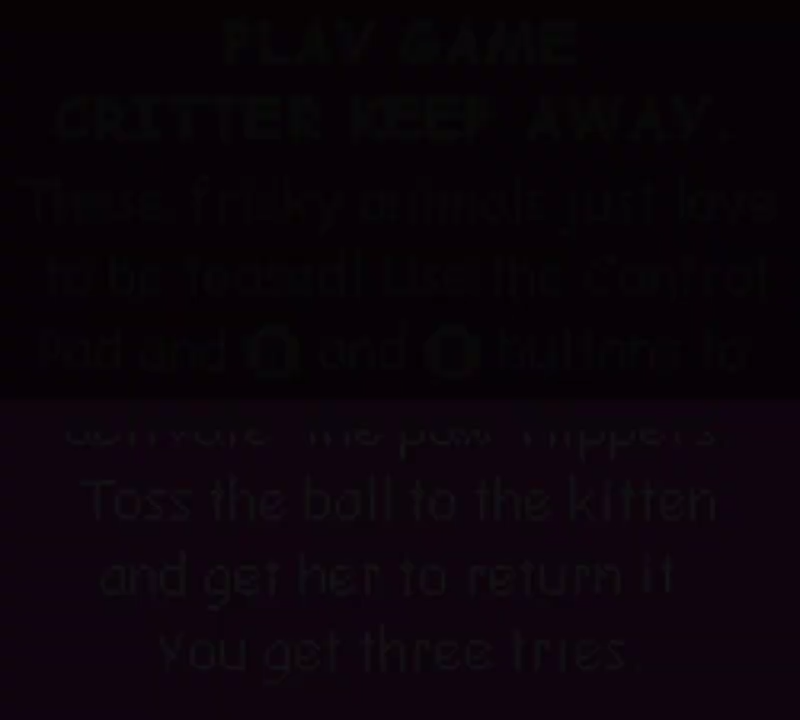 PLAY GAME
CRITTER KEEP AWAY.
These frisky animals just love
to be teased! Use the Control
Pad and and buttons to
activate the paw flippers
Toss the ball to the kitten
and get her to return it
You get three tries.